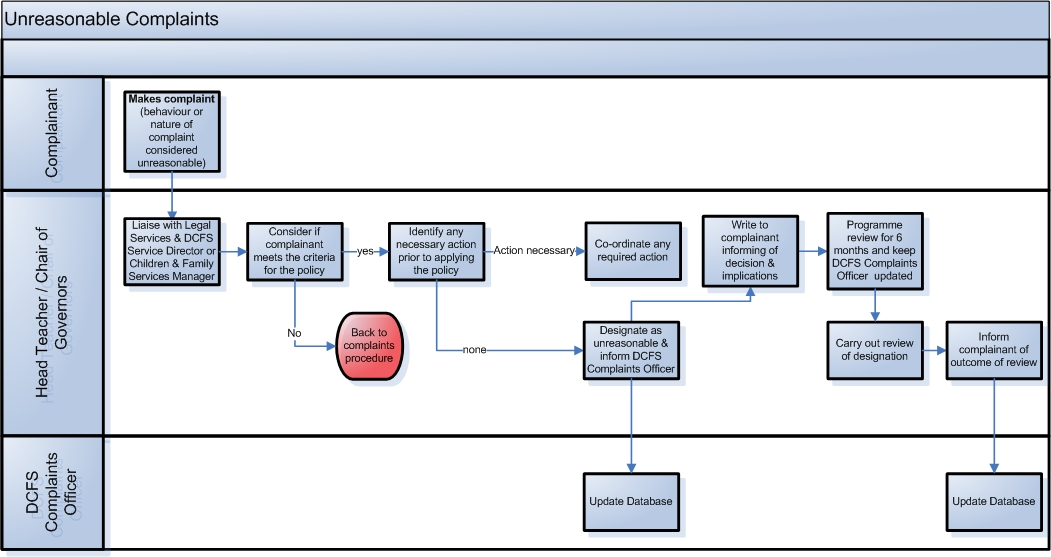 Unreasonable Complaints
Complainant
Makes complaint
(behaviour or
nature of
complaint
considered
unreasonable)
Head Teacher / Chair of
Governors
Liaise with Legal
Services & DCFS
Service Director or
Children & Family
Services Manager
Consider if
complainant
meets the criteria
for the policy
yes
No
Back to
complaints
procedure
Identify any
necessary action
prior to applying
the policy
Action necessary
none
Co-ordinate any
required action
Designate as
unreasonable &
inform DCFS
Complaints Officer
Write to
complainant
informing of
decision &
implications
Programme
review for 6
months and keep
DCFS Complaints
Officer updated
Carry out review
of designation
Inform
complainant of
outcome of review
DCFS
Complaints
Officer
Update Database
Update Database